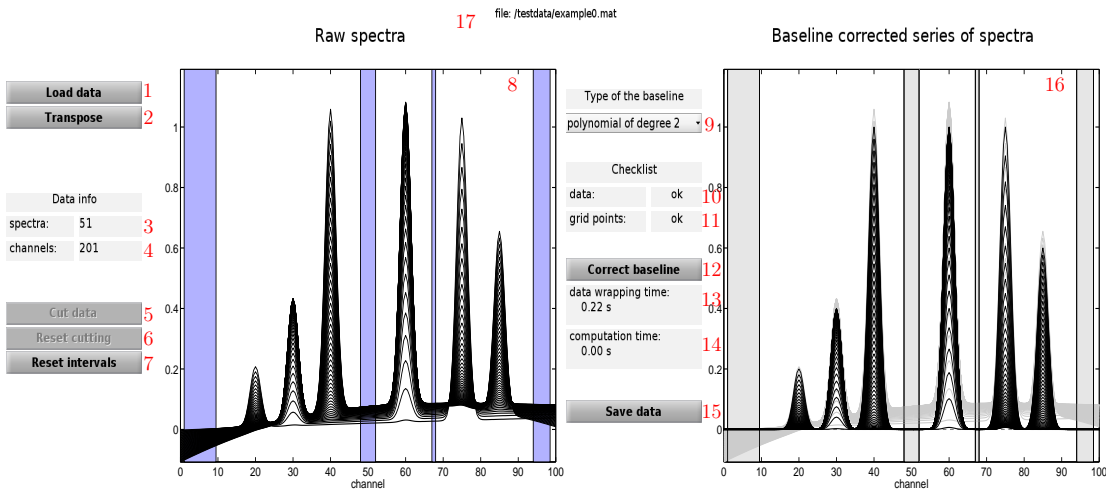 file: /testdata/example0.mat
17
Raw spectra
Baseline corrected series of spectra
Load data 1
Transpose 2
Data info
spectra: 51 3
channels: 201 4
Cut data 5
Reset cutting 6
Reset intervals 7
8
1
0.8
0.6
0.4
0.2
0
0 10 20 30 40 50 60 70 80 90 100
channel
Type of the baseline
polynomial of degree 2 9
Checklist
data: ok 10
grid points: ok 11
Correct baseline 12
data wrapping time: 13
0.22 s
computation time: 14
0.00 s
Save data 15
16
1
0.8
0.6
0.4
0.2
0
0 10 20 30 40 50 60 70 80 90 100
channel